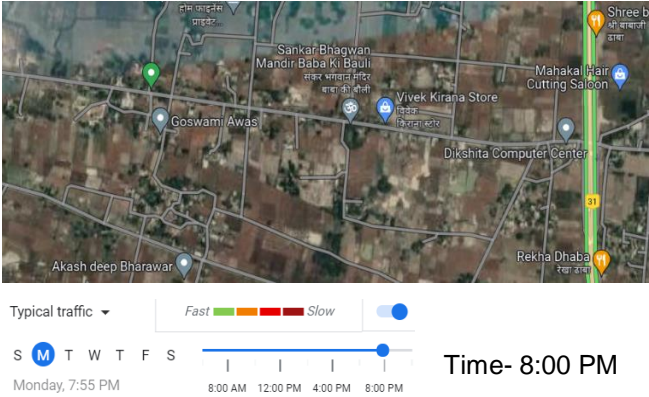 होम फाइनेंस
प्राइवेट...
Shree b
श्री बाबाजी
ढाबा
Sankar Bhagwan
Mandir Baba Ki Bauli
संकर भगवान मंदिर
बाबा की बौली
Mahakal Hair
Cutting Saloon
Vivek Kirana Store
विवेक
किराना स्टोर
Goswami Awas
Dikshita Computer Center
31
Rekha Dhaba
रेखा ढाबा
Akash deep Bharawar
Typical traffic
Fast Slow
S M T W T F S
Monday, 7:55 PM
8:00 AM 12:00 PM 4:00 PM 8:00 PM
Time- 8:00 PM